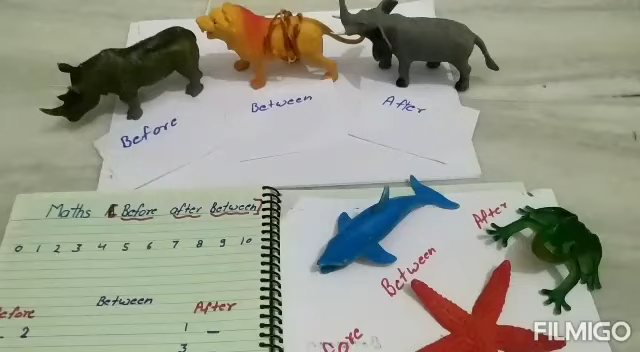 Before
Between
After
Maths [Before after Between]
0 1 2 3 4 5 6 7 8 9 10
Between
After
2
1 _
3
After
Between
FILMIGO